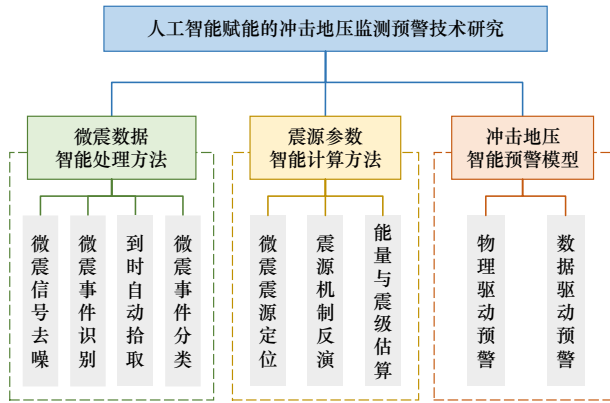 人工智能赋能的冲击地压监测预警技术研究
微震数据
智能处理方法
震源参数
智能计算方法
冲击地压
智能预警模型
微震信号去噪
微震事件识别
到时自动拾取
微震事件分类
微震震源定位
震源机制反演
能量与震级估算
物理驱动预警
数据驱动预警